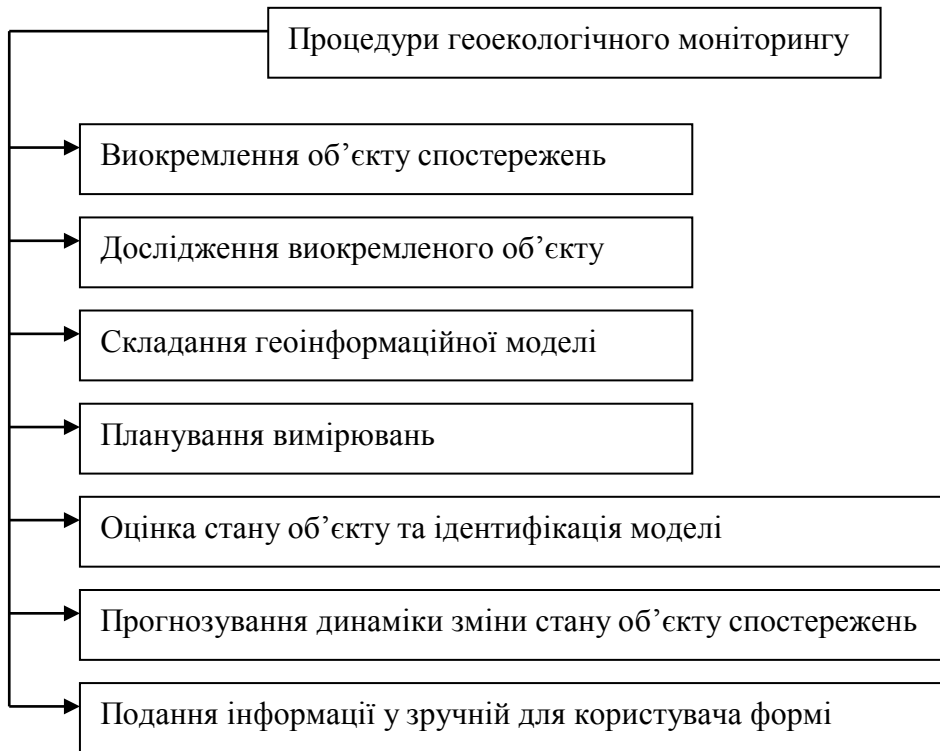 Процедури геоекологічного моніторингу
Виокремлення об’єкту спостережень
Дослідження виокремленого об’єкту
Складання геоінформаційної моделі
Планування вимірювань
Оцінка стану об’єкту та ідентифікація моделі
Прогнозування динаміки зміни стану об’єкту спостережень
Подання інформації у зручній для користувача формі